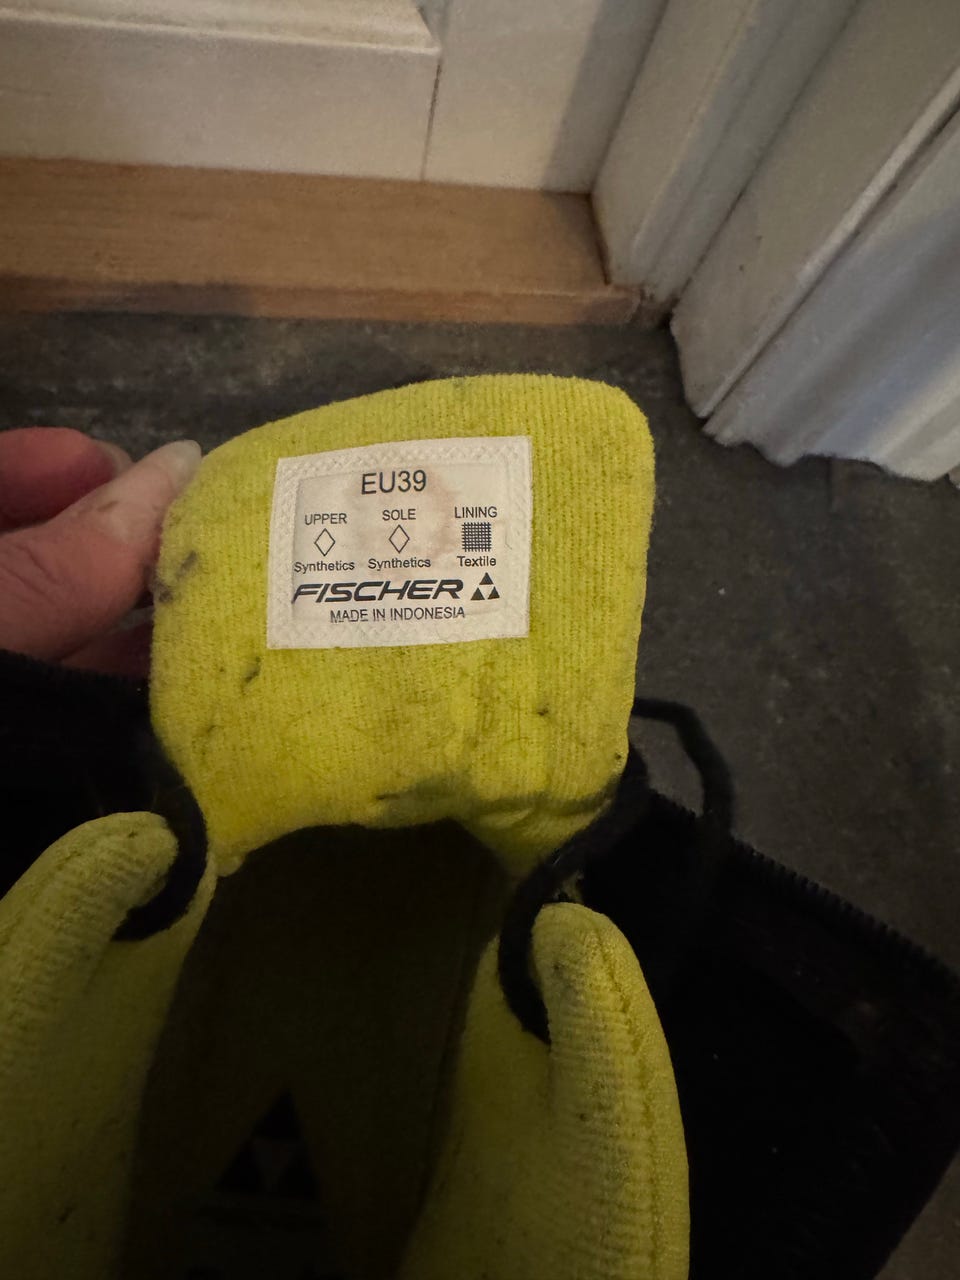 EU39
UPPER SOLE LINING
Synthetics Synthetics Textile
FISCHER
MADE IN INDONESIA